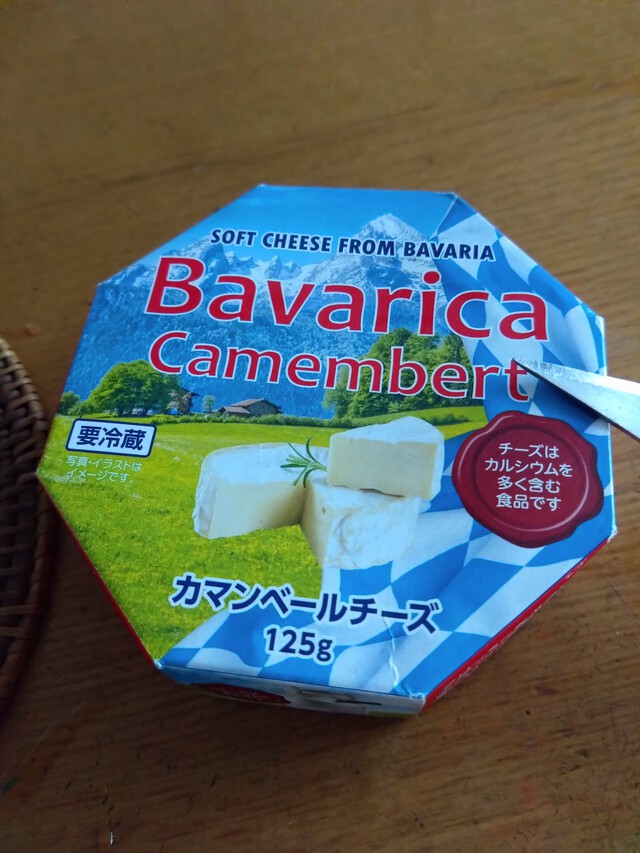 SOFT CHEESE FROM BAVARIA
Bavarica
Camembert
要冷蔵
写真・イラストは
イメージです。
チーズは
カルシウムを
多く含む
食品です
カマンベールチーズ
125g